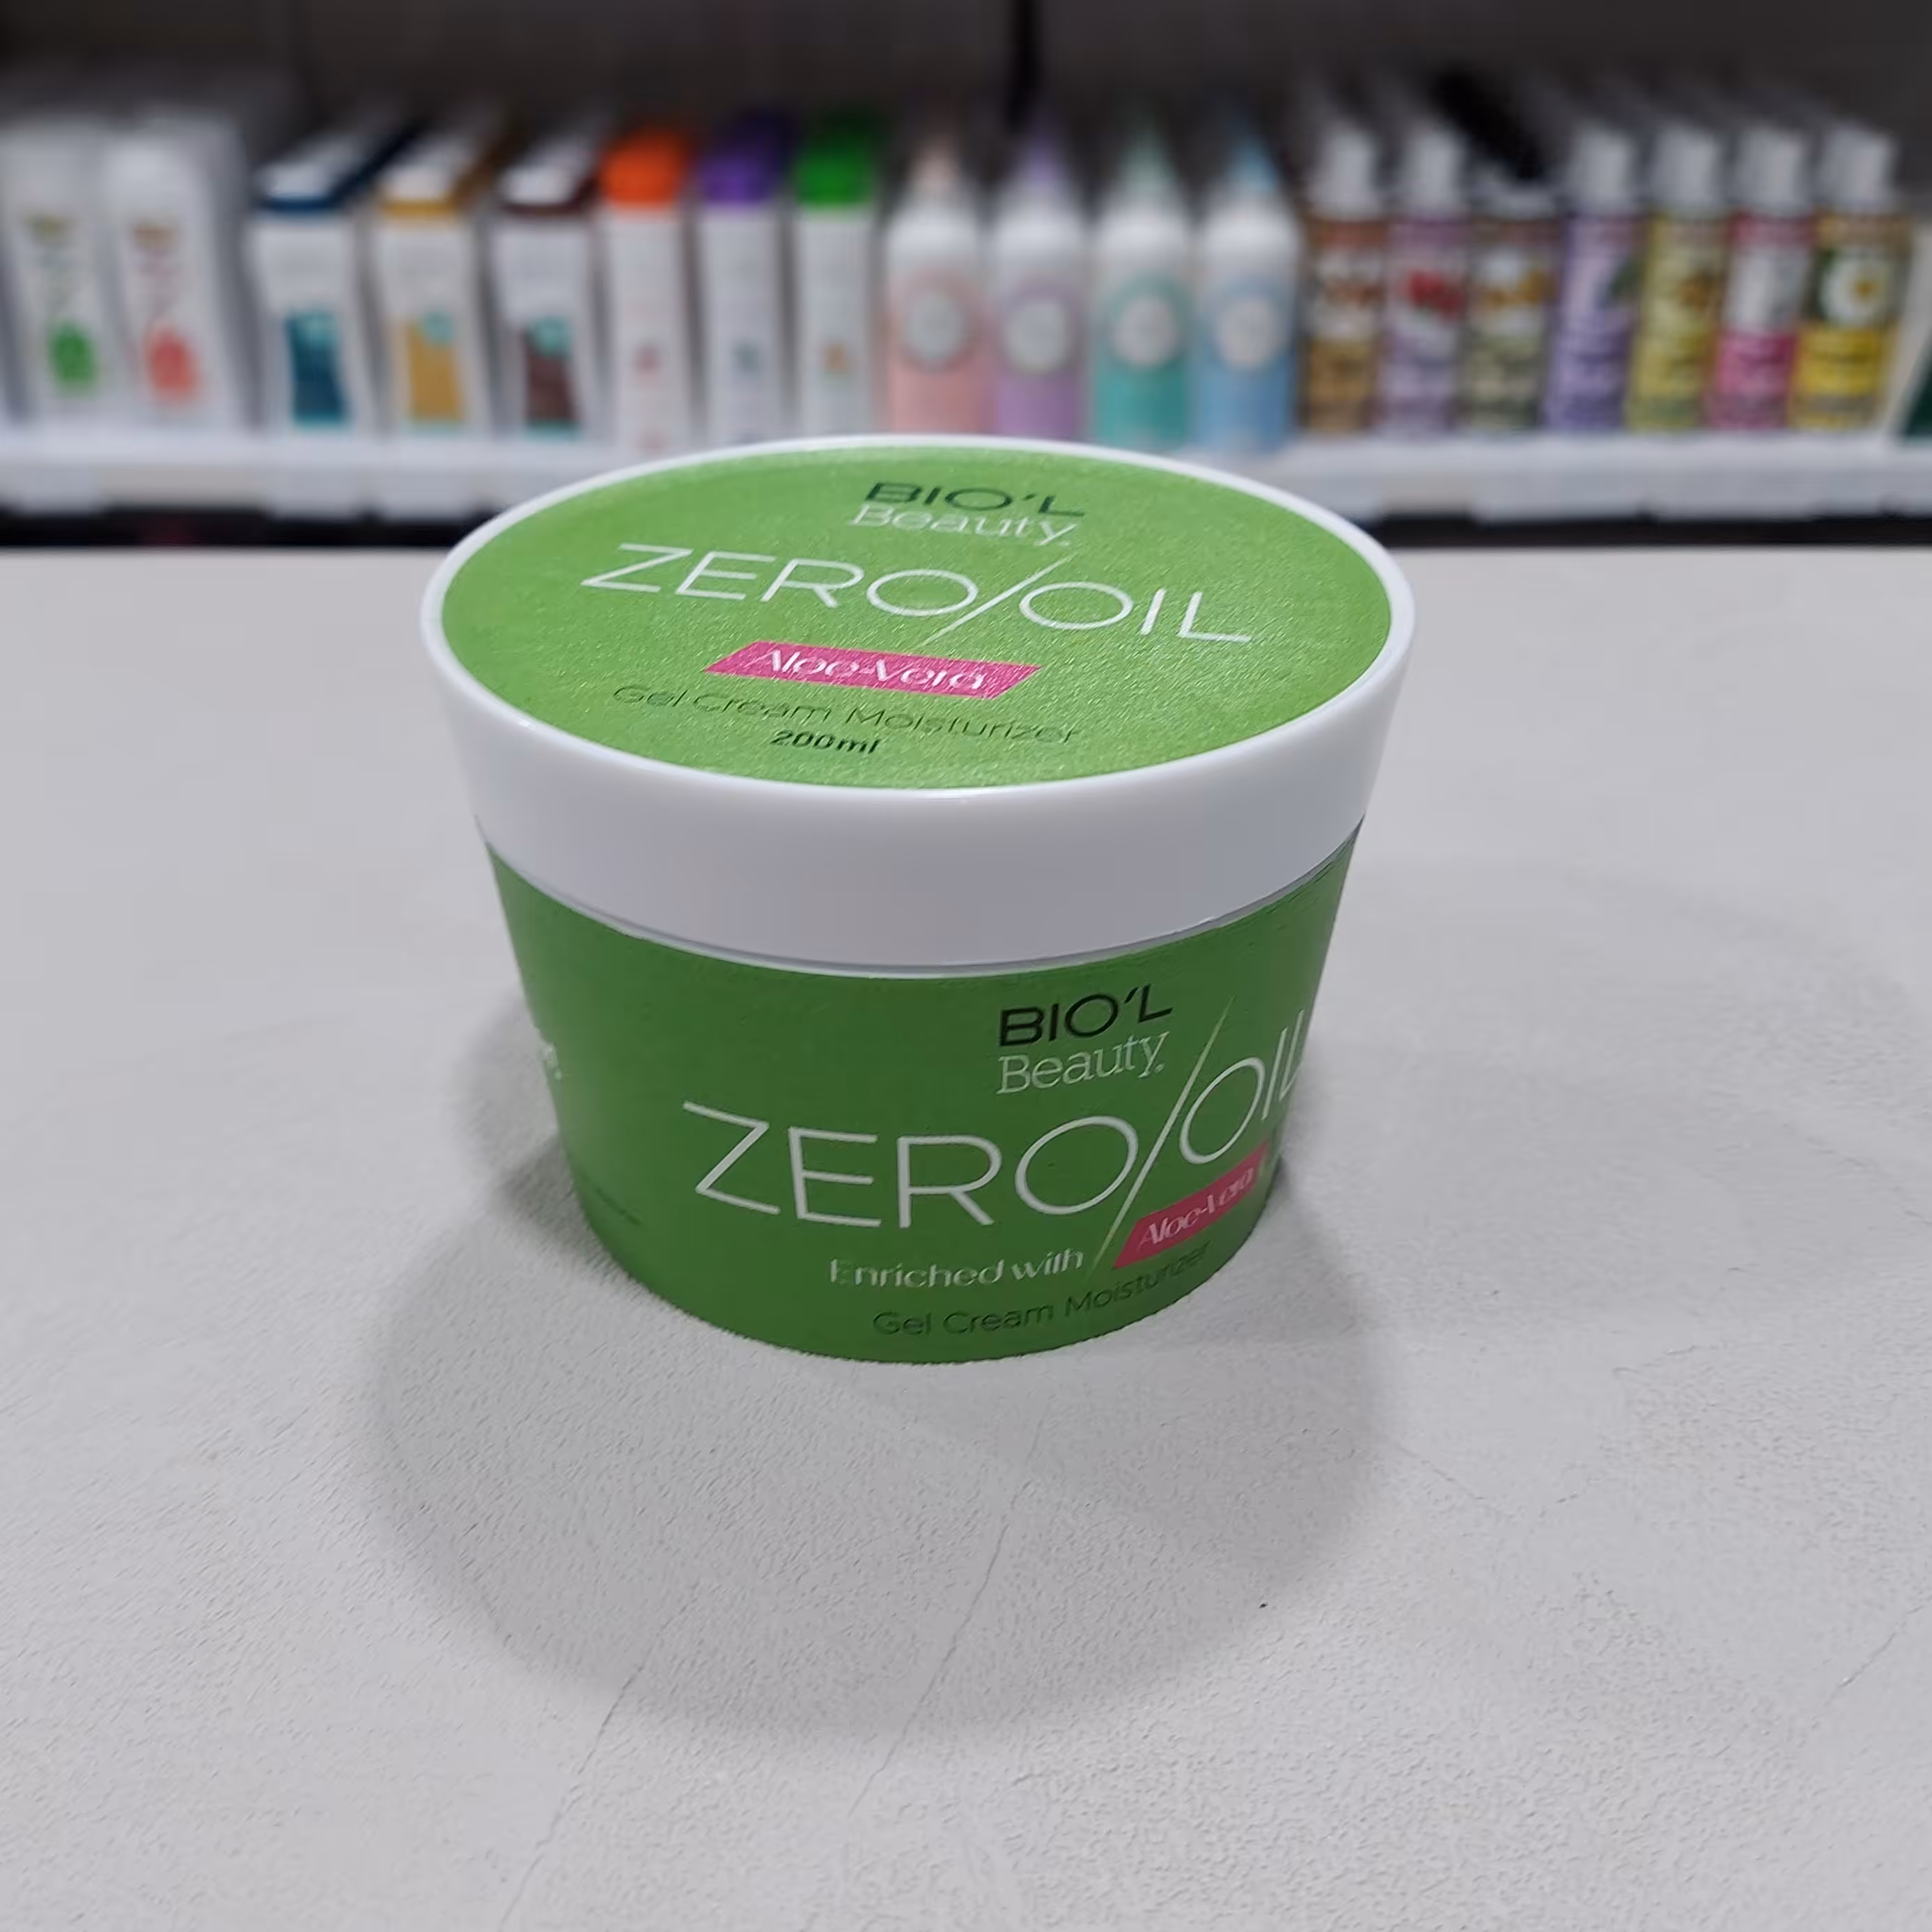 BIO'L
Beauty
ZERO/OIL
Aloe-Vera
Gel Cream Moisturizer
200ml
BIO'L
Beauty
ZERO/OIL
Enriched with Aloe-Vera
Gel Cream Moisturizer